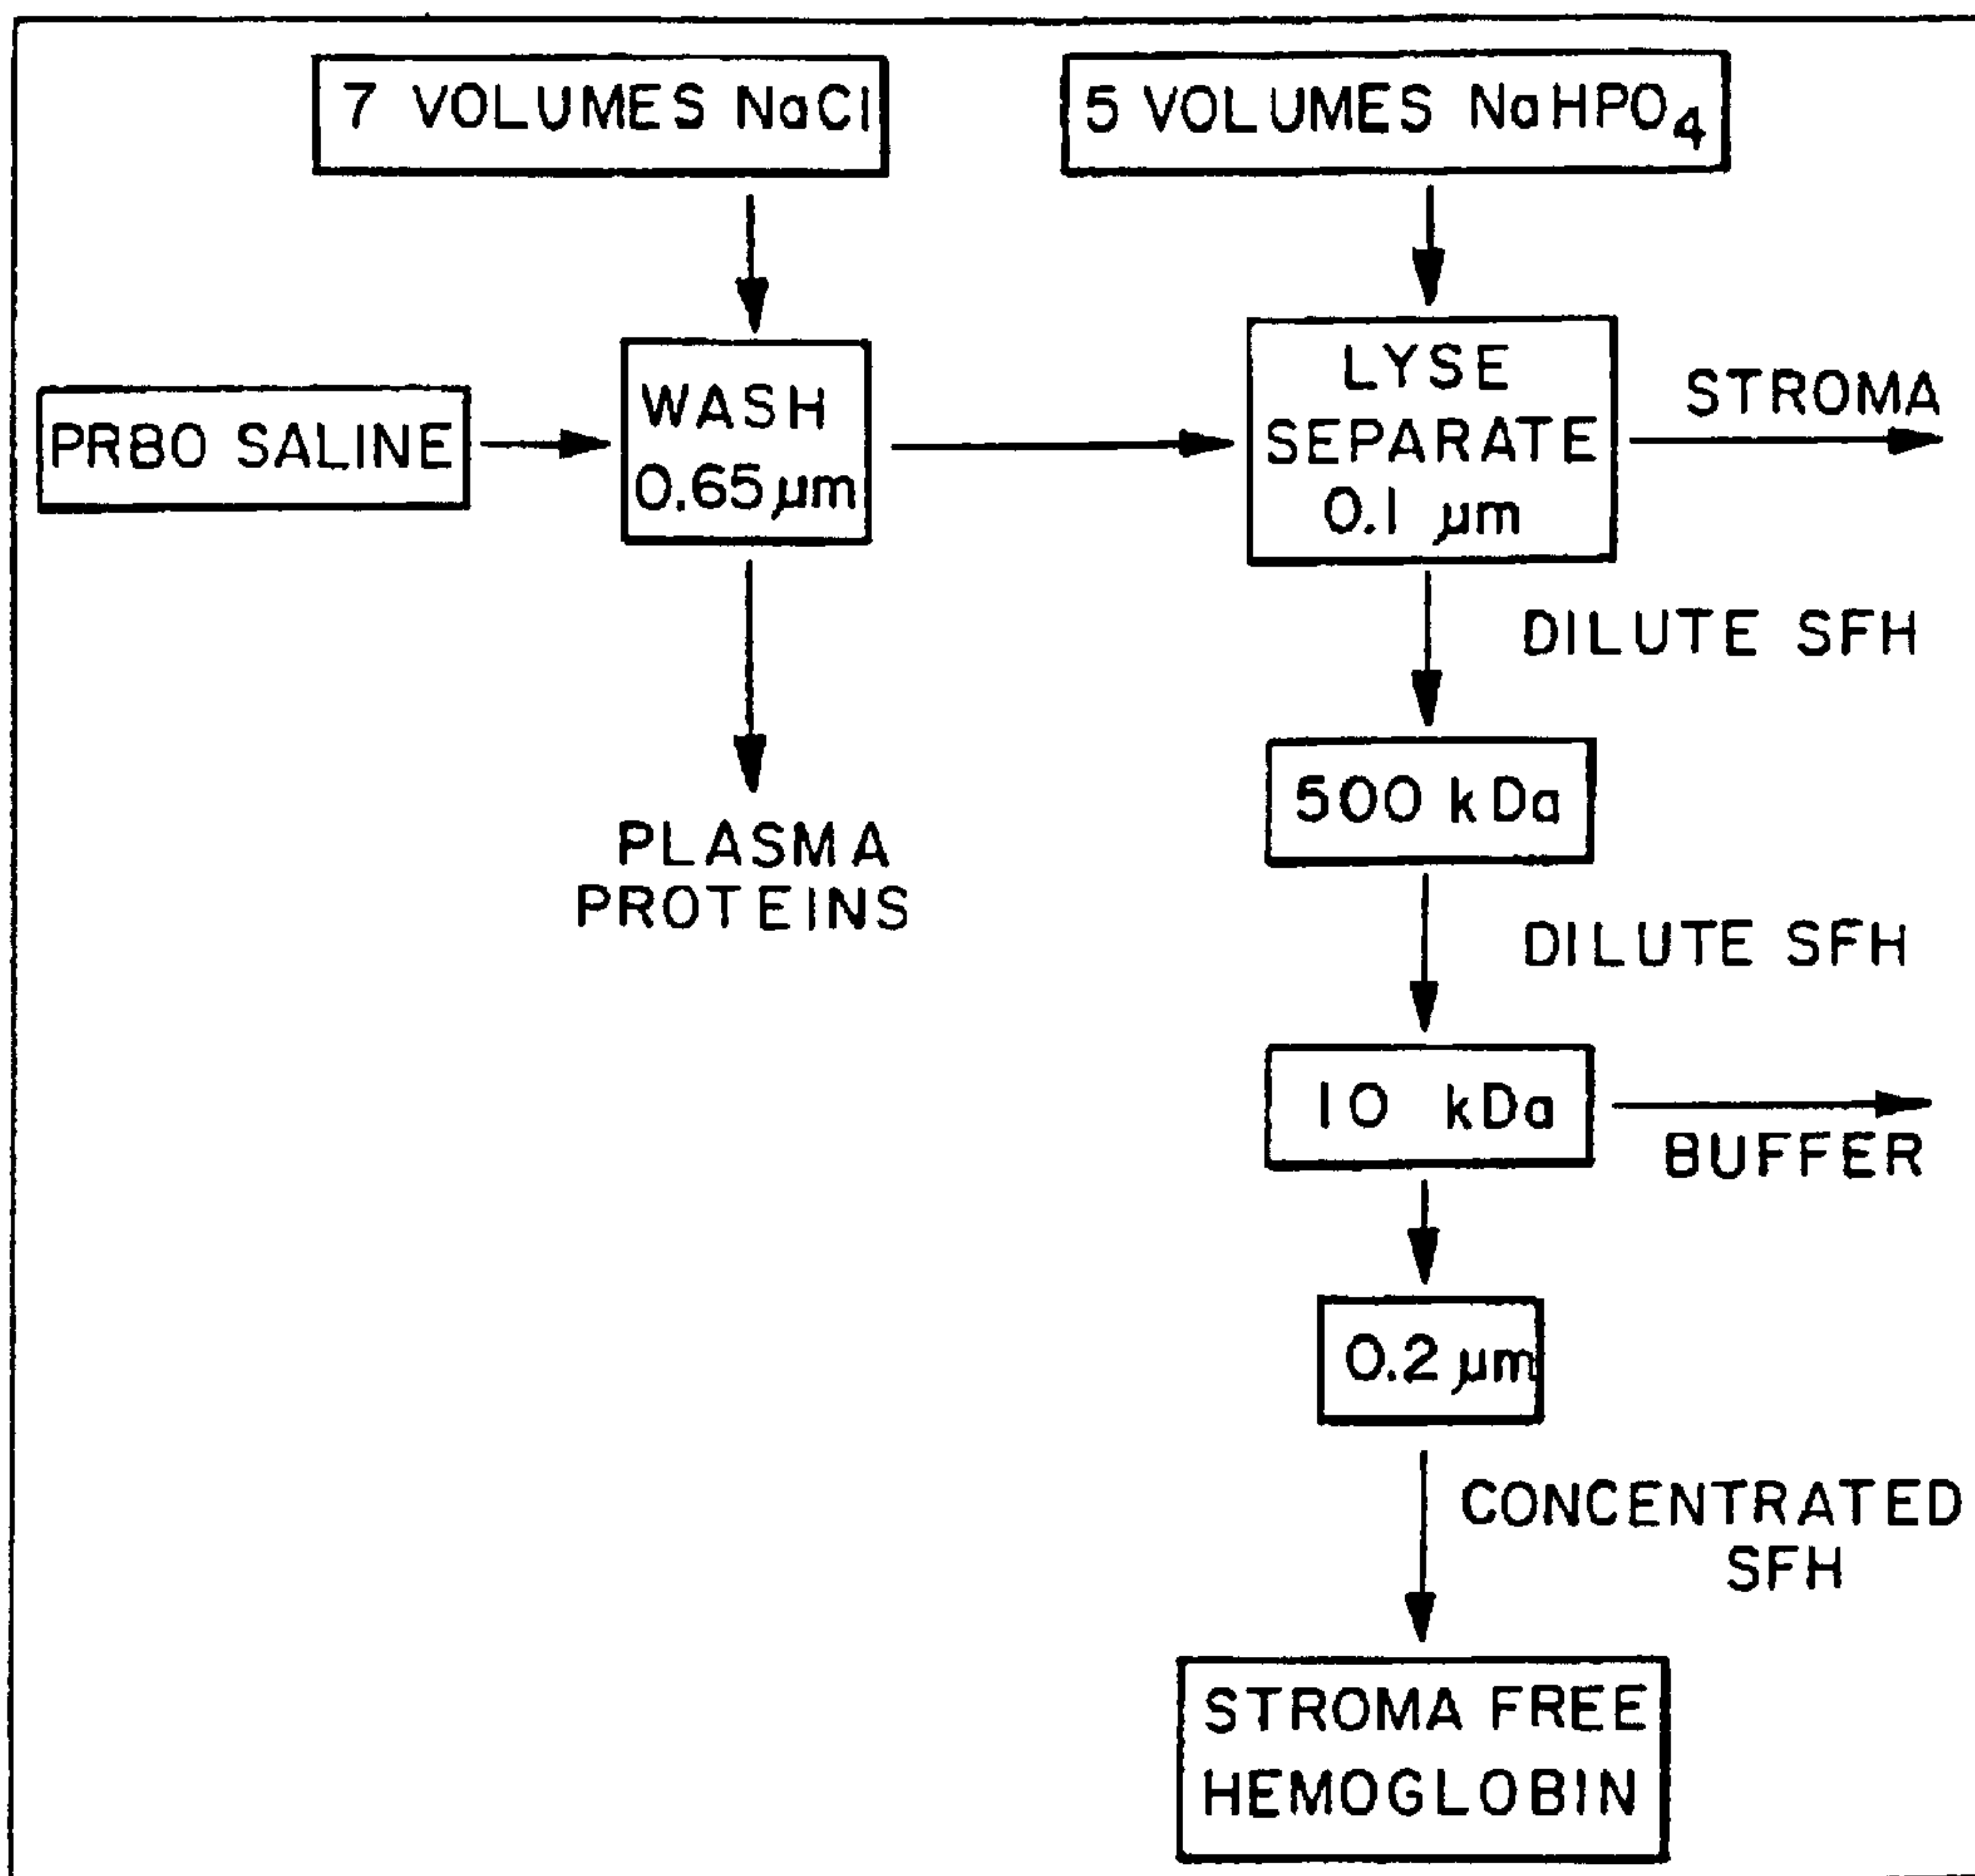 7 VOLUMES NaCl
5 VOLUMES NaHPO₄
PR80 SALINE
WASH
0.65 µm
LYSE
SEPARATE
0.1 µm
STROMA
DILUTE SFH
PLASMA
PROTEINS
500 kDa
DILUTE SFH
10 kDa
BUFFER
0.2 µm
CONCENTRATED
SFH
STROMA FREE
HEMOGLOBIN